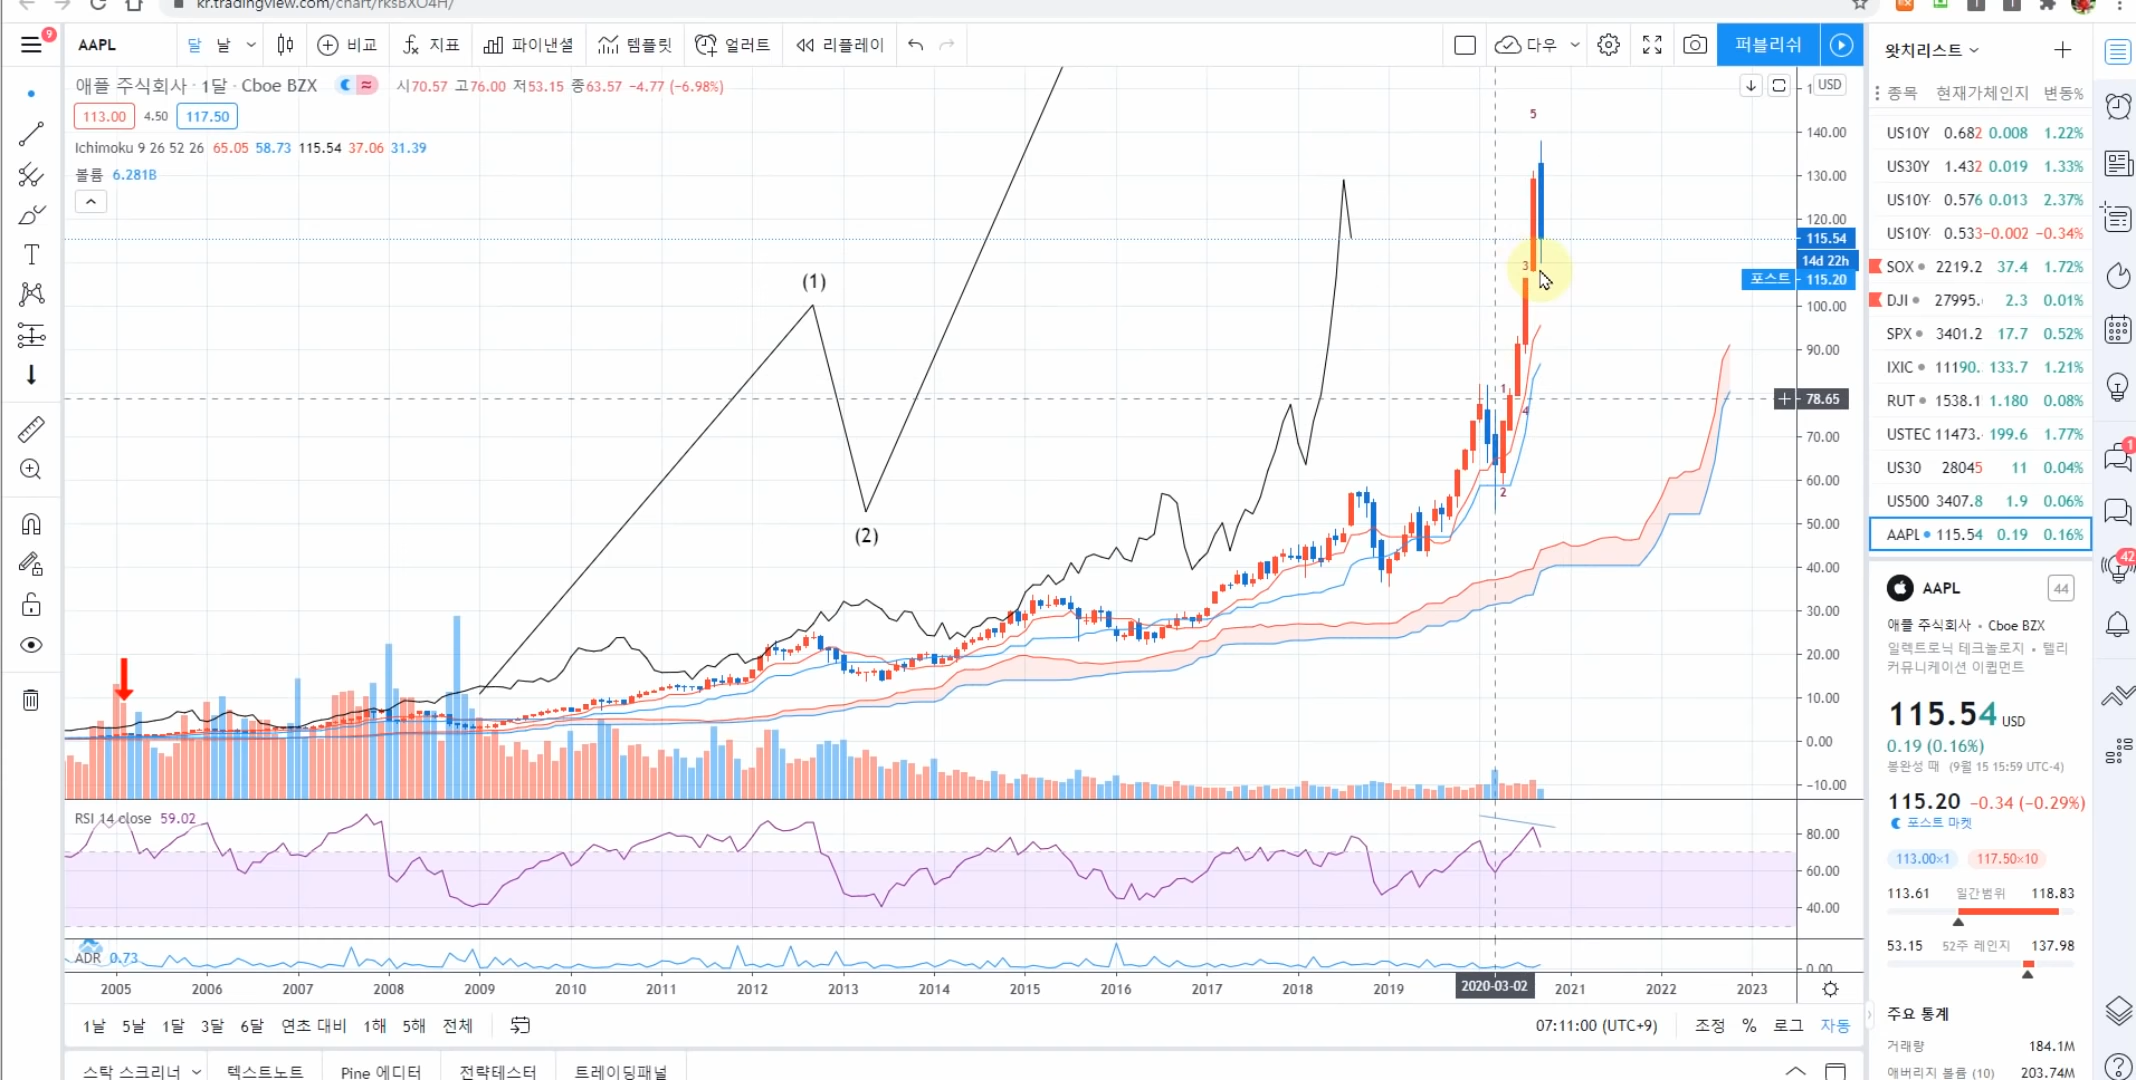 kr.tradingview.com/chart/rksBXO4H/
9
AAPL
달 날 비교 지표 파이낸셜 템플릿 얼러트 리플레이
다우 퍼블리쉬
애플 주식회사 · 1달 · Cboe BZX 시70.57 고76.00 저53.15 종63.57 -4.77 (-6.98%)
113.00 4.50 117.50
Ichimoku 9 26 52 26 65.05 58.73 115.54 37.06 31.39
볼륨 6.281B
(1)
(2)
1
2
3
4
5
USD
140.00
130.00
120.00
115.54
14d 22h
포스트 115.20
100.00
90.00
78.65
70.00
60.00
50.00
40.00
30.00
20.00
10.00
0.00
-10.00
RSI 14 close 59.02
80.00
60.00
40.00
ADR 0.73
0.00
2005 2006 2007 2008 2009 2010 2011 2012 2013 2014 2015 2016 2017 2018 2019 2020-03-02 2021 2022 2023
1날 5날 1달 3달 6달 연초 대비 1해 5해 전체
07:11:00 (UTC+9) 조정 % 로그 자동
스탁 스크리너 텍스트노트 Pine 에디터 전략테스터 트레이딩패널
왓치리스트
종목 현재가 체인지 변동%
US10Y 0.682 0.008 1.22%
US30Y 1.432 0.019 1.33%
US10Y 0.576 0.013 2.37%
US10Y 0.533 -0.002 -0.34%
SOX 2219.2 37.4 1.72%
DJI 27995. 2.3 0.01%
SPX 3401.2 17.7 0.52%
IXIC 11190. 133.7 1.21%
RUT 1538.1 1.180 0.08%
USTEC 11473. 199.6 1.77%
US30 28045 11 0.04%
US500 3407.8 1.9 0.06%
AAPL 115.54 0.19 0.16%
AAPL 44
애플 주식회사 • Cboe BZX
일렉트로닉 테크놀로지 • 텔리
커뮤니케이션 이큅먼트
115.54 USD
0.19 (0.16%)
봉완성 때 (9월 15 15:59 UTC-4)
115.20 -0.34 (-0.29%)
포스트 마켓
113.00×1 117.50×10
113.61 일간범위 118.83
53.15 52주 레인지 137.98
주요 통계
거래량 184.1M
애버리지 볼륨 (10) 203.74M
1
42